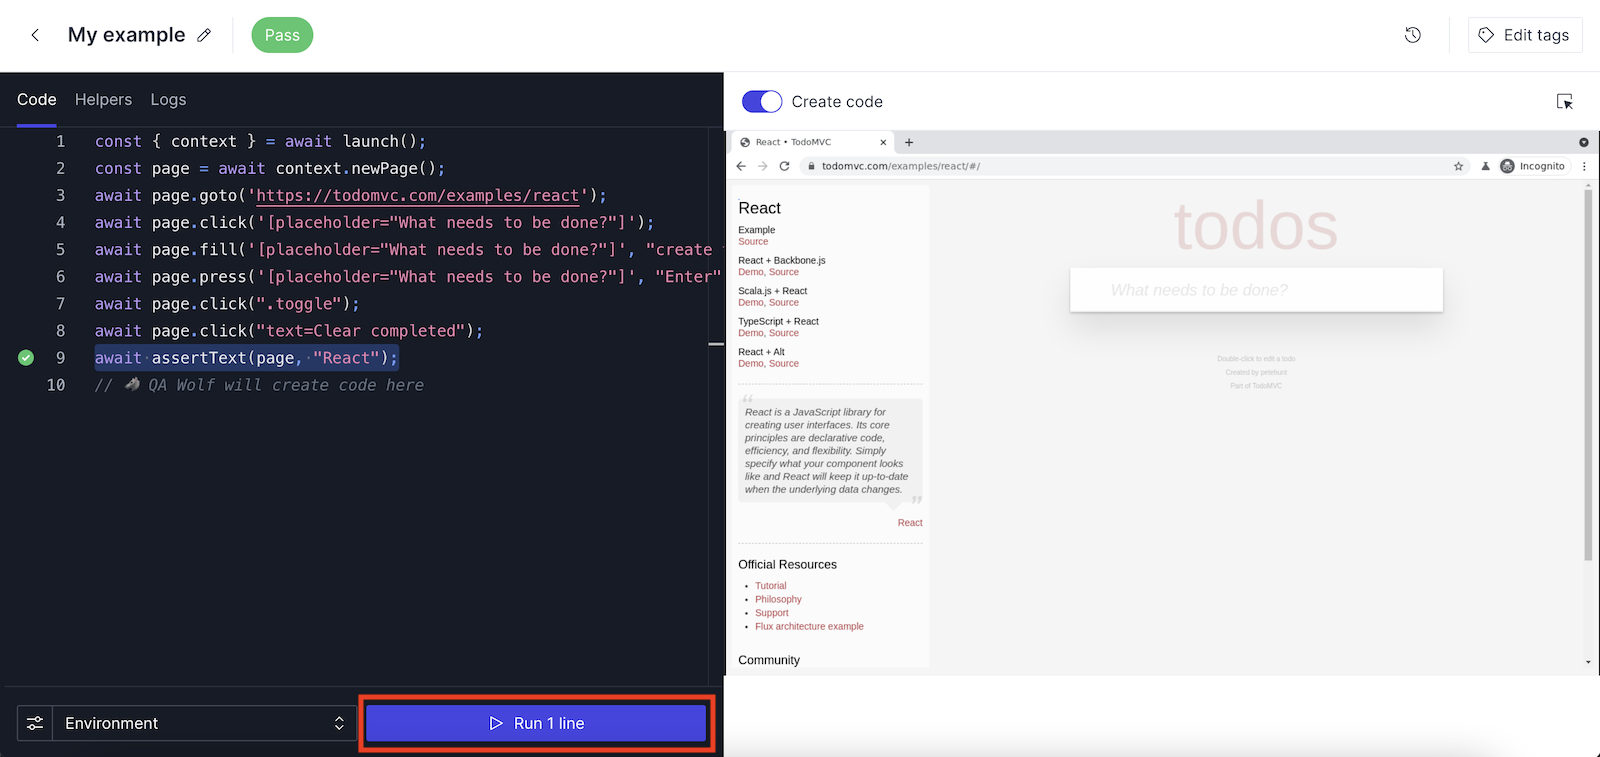 My example
Pass
Edit tags
Code Helpers Logs
1 const { context } = await launch();
2 const page = await context.newPage();
3 await page.goto('https://todomvc.com/examples/react');
4 await page.click('[placeholder="What needs to be done?"]');
5 await page.fill('[placeholder="What needs to be done?"]', "create
6 await page.press('[placeholder="What needs to be done?"]', "Enter"
7 await page.click(".toggle");
8 await page.click("text=Clear completed");
9 await assertText(page, "React");
10 // 🐺 QA Wolf will create code here
Environment
Run 1 line
Create code
React • TodoMVC
todomvc.com/examples/react/#/
Incognito
React
Example
Source
React + Backbone.js
Demo, Source
Scala.js + React
Demo, Source
TypeScript + React
Demo, Source
React + Alt
Demo, Source
“
React is a JavaScript library for
creating user interfaces. Its core
principles are declarative code,
efficiency, and flexibility. Simply
specify what your component looks
like and React will keep it up-to-date
when the underlying data changes.
”
React
Official Resources
• Tutorial
• Philosophy
• Support
• Flux architecture example
Community
todos
What needs to be done?
Double-click to edit a todo
Created by petehunt
Part of TodoMVC